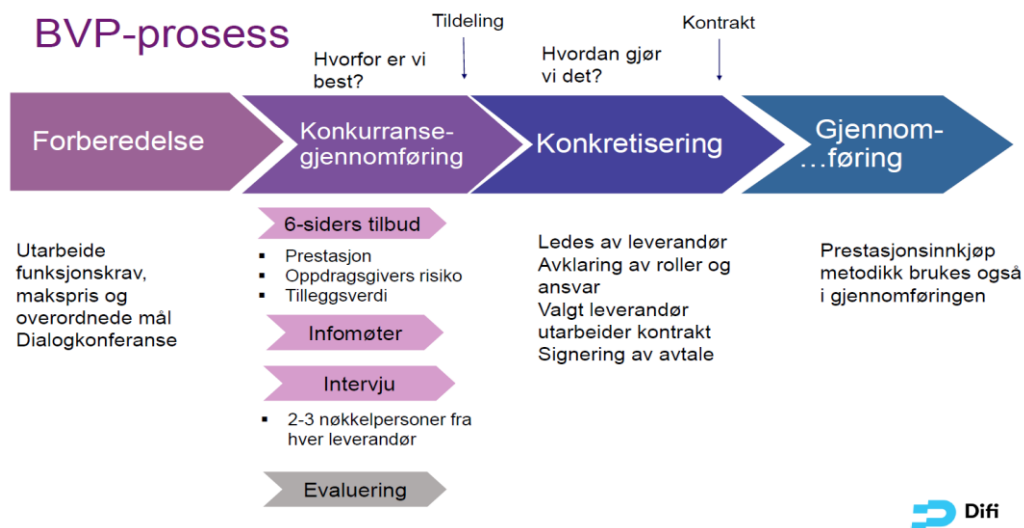 BVP-prosess
Tildeling
Kontrakt
Hvorfor er vi
best?
Hvordan gjør
vi det?
Forberedelse
Konkurranse-
gjennomføring
Konkretisering
Gjennom-
…føring
Utarbeide
funksjonskrav,
makspris og
overordnede mål
Dialogkonferanse
6-siders tilbud
▪ Prestasjon
▪ Oppdragsgivers risiko
▪ Tilleggsverdi
Infomøter
Intervju
▪ 2-3 nøkkelpersoner fra
hver leverandør
Evaluering
Ledes av leverandør
Avklaring av roller og
ansvar
Valgt leverandør
utarbeider kontrakt
Signering av avtale
Prestasjonsinnkjøp
metodikk brukes også
i gjennomføringen
Difi